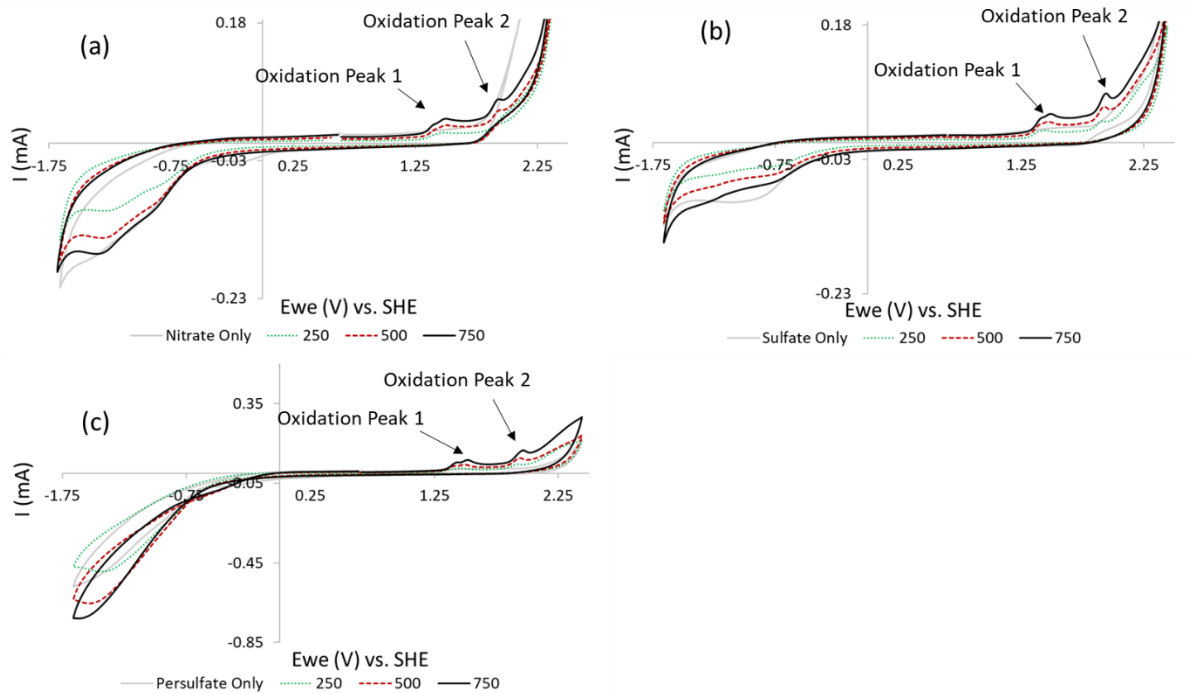 (a)
0.18
Oxidation Peak 2
Oxidation Peak 1
I (mA)
-1.75
-0.75
-0.03
0.25
1.25
2.25
-0.23
Ewe (V) vs. SHE
Nitrate Only
250
500
750
(b)
0.18
Oxidation Peak 2
Oxidation Peak 1
I (mA)
-1.75
-0.75
-0.03
0.25
1.25
2.25
-0.23
Ewe (V) vs. SHE
Sulfate Only
250
500
750
(c)
0.35
Oxidation Peak 2
Oxidation Peak 1
I (mA)
-1.75
-0.75
-0.05
0.25
1.25
2.25
-0.45
-0.85
Ewe (V) vs. SHE
Persulfate Only
250
500
750